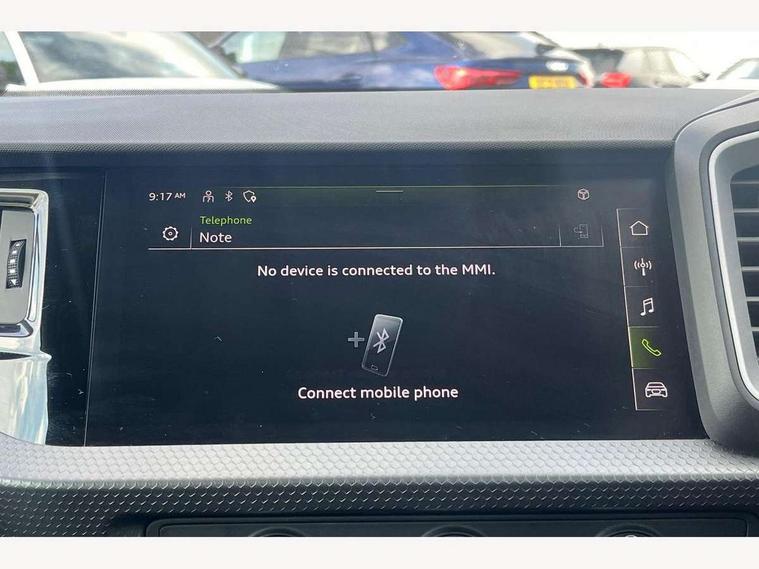 9:17 AM
Telephone
Note
No device is connected to the MMI.
Connect mobile phone